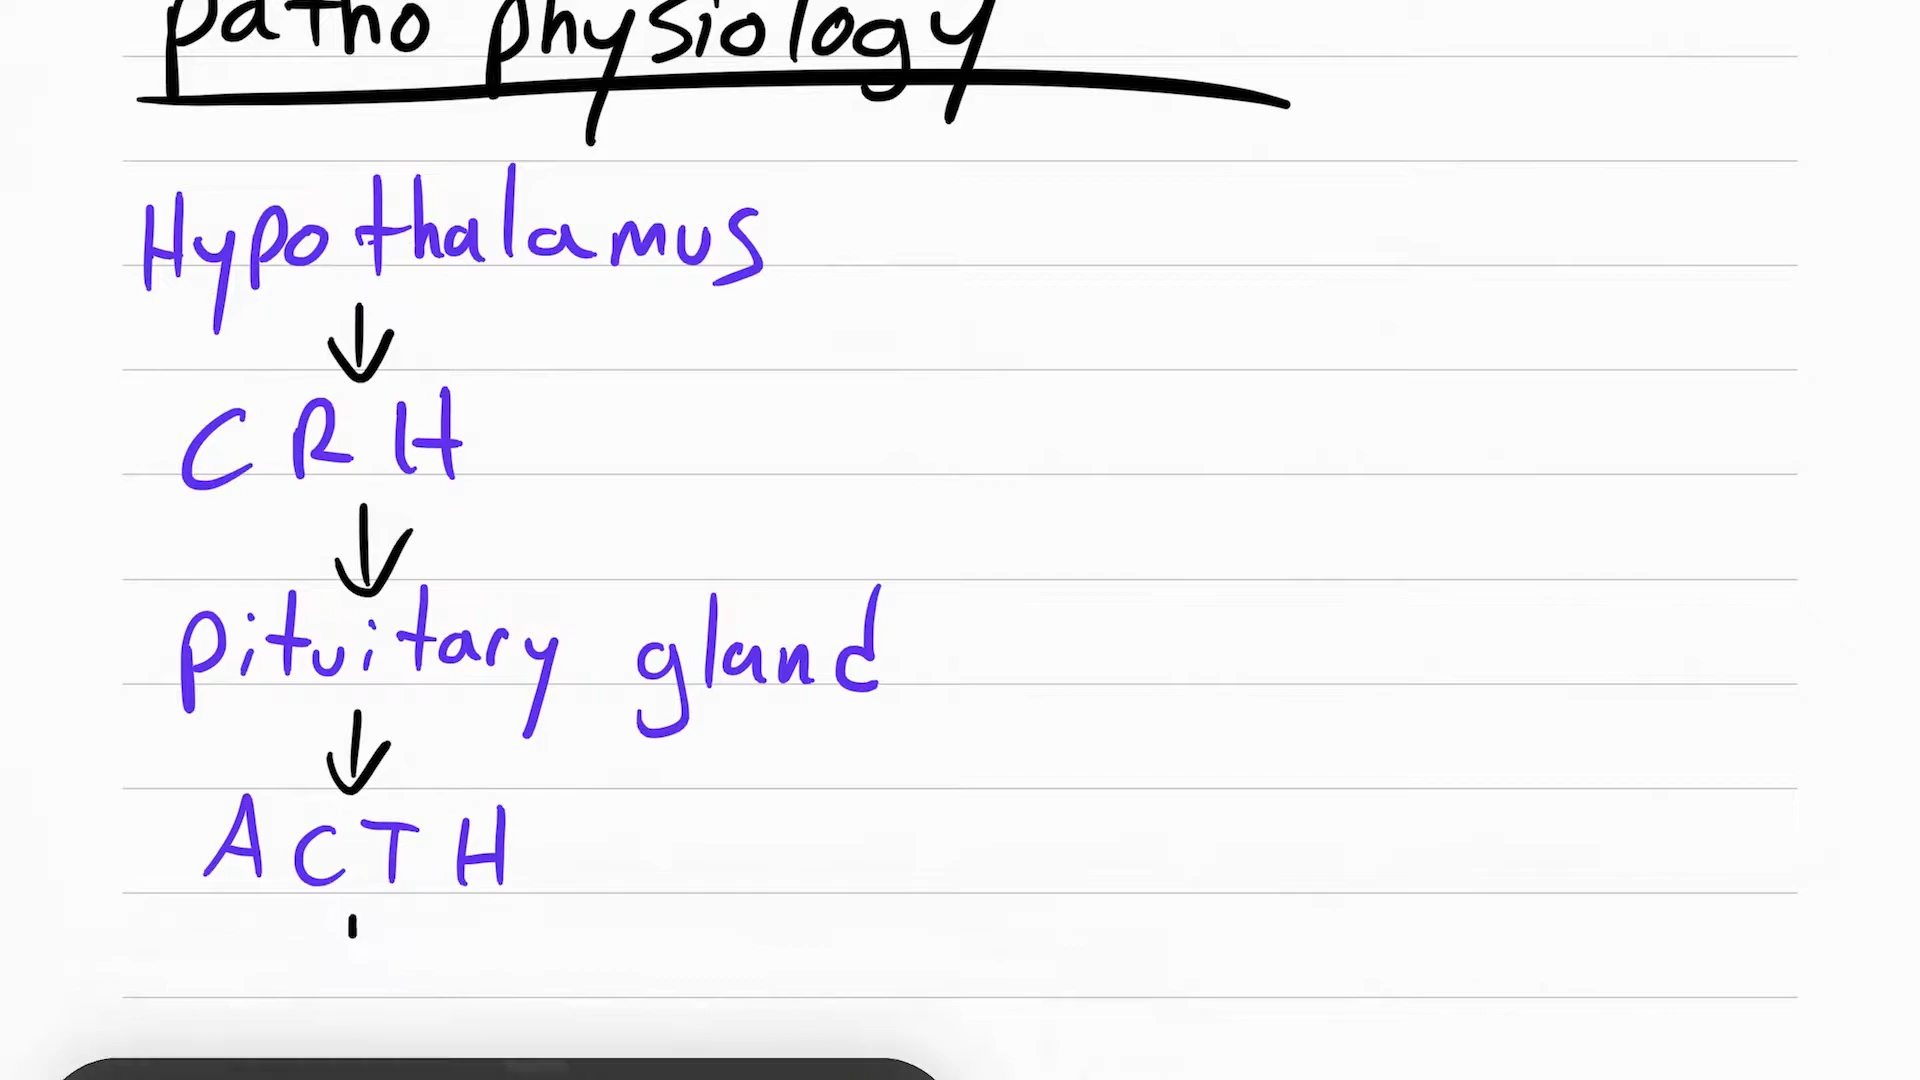 patho physiology
Hypothalamus
↓
CRH
↓
pituitary gland
↓
ACTH